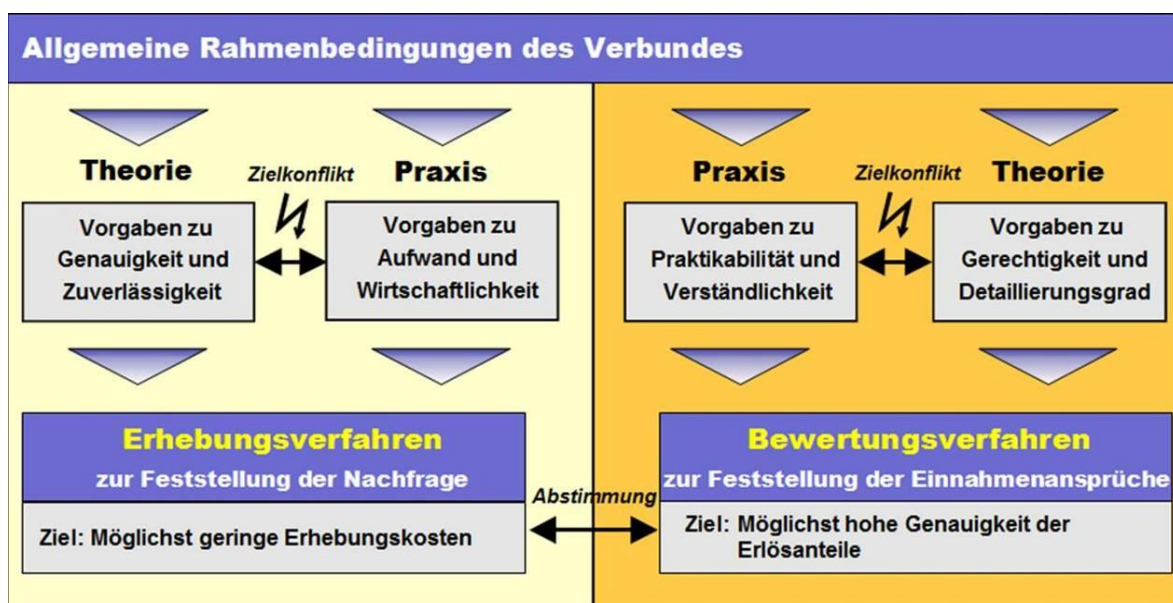 Allgemeine Rahmenbedingungen des Verbundes
Theorie
Zielkonflikt
Praxis
Vorgaben zu
Genauigkeit und
Zuverlässigkeit
Vorgaben zu
Aufwand und
Wirtschaftlichkeit
Erhebungsverfahren
zur Feststellung der Nachfrage
Ziel: Möglichst geringe Erhebungskosten
Abstimmung
Praxis
Zielkonflikt
Theorie
Vorgaben zu
Praktikabilität und
Verständlichkeit
Vorgaben zu
Gerechtigkeit und
Detaillierungsgrad
Bewertungsverfahren
zur Feststellung der Einnahmenansprüche
Ziel: Möglichst hohe Genauigkeit der
Erlösanteile